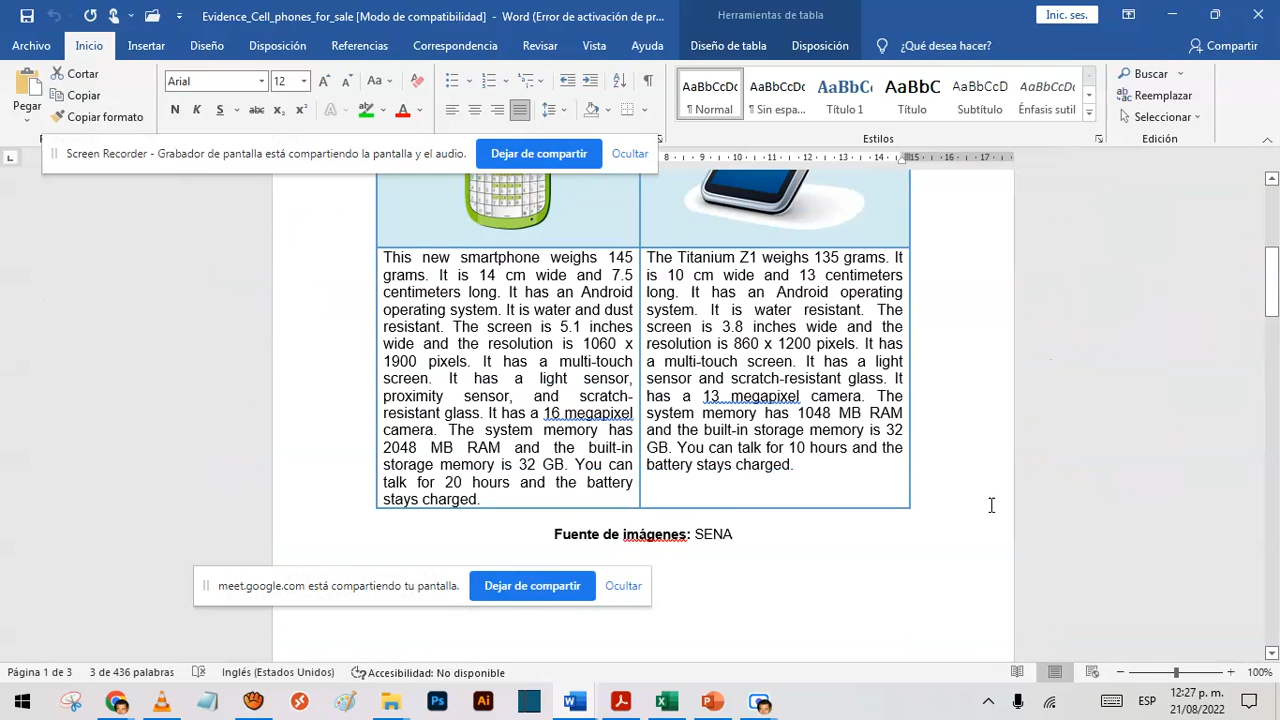 Evidence_Cell_phones_for_sale [Modo de compatibilidad] - Word (Error de activación de pr...
Herramientas de tabla
Inic. ses.
Archivo Inicio Insertar Diseño Disposición Referencias Correspondencia Revisar Vista Ayuda Diseño de tabla Disposición ¿Qué desea hacer? Compartir
Pegar
Cortar
Copiar
Copiar formato
Arial 12
N K S abc x₂ x²
AaBbCcDc AaBbCcDc AaBbCc AaBbC AaBbCcD AaBbCcDc
¶ Normal ¶ Sin espa... Título 1 Título Subtítulo Énfasis sutil
Estilos
Buscar
Reemplazar
Seleccionar
Edición
Screen Recorder - Grabador de pantalla está compartiendo la pantalla y el audio. Dejar de compartir Ocultar
8 9 10 11 12 13 14 15 16 17
This new smartphone weighs 145
grams. It is 14 cm wide and 7.5
centimeters long. It has an Android
operating system. It is water and dust
resistant. The screen is 5.1 inches
wide and the resolution is 1060 x
1900 pixels. It has a multi-touch
screen. It has a light sensor,
proximity sensor, and scratch-
resistant glass. It has a 16 megapixel
camera. The system memory has
2048 MB RAM and the built-in
storage memory is 32 GB. You can
talk for 20 hours and the battery
stays charged.
The Titanium Z1 weighs 135 grams. It
is 10 cm wide and 13 centimeters
long. It has an Android operating
system. It is water resistant. The
screen is 3.8 inches wide and the
resolution is 860 x 1200 pixels. It has
a multi-touch screen. It has a light
sensor and scratch-resistant glass. It
has a 13 megapixel camera. The
system memory has 1048 MB RAM
and the built-in storage memory is 32
GB. You can talk for 10 hours and the
battery stays charged.
Fuente de imágenes: SENA
meet.google.com está compartiendo tu pantalla. Dejar de compartir Ocultar
Página 1 de 3 3 de 436 palabras Inglés (Estados Unidos) Accesibilidad: No disponible 100%
ESP
12:27 p. m.
21/08/2022